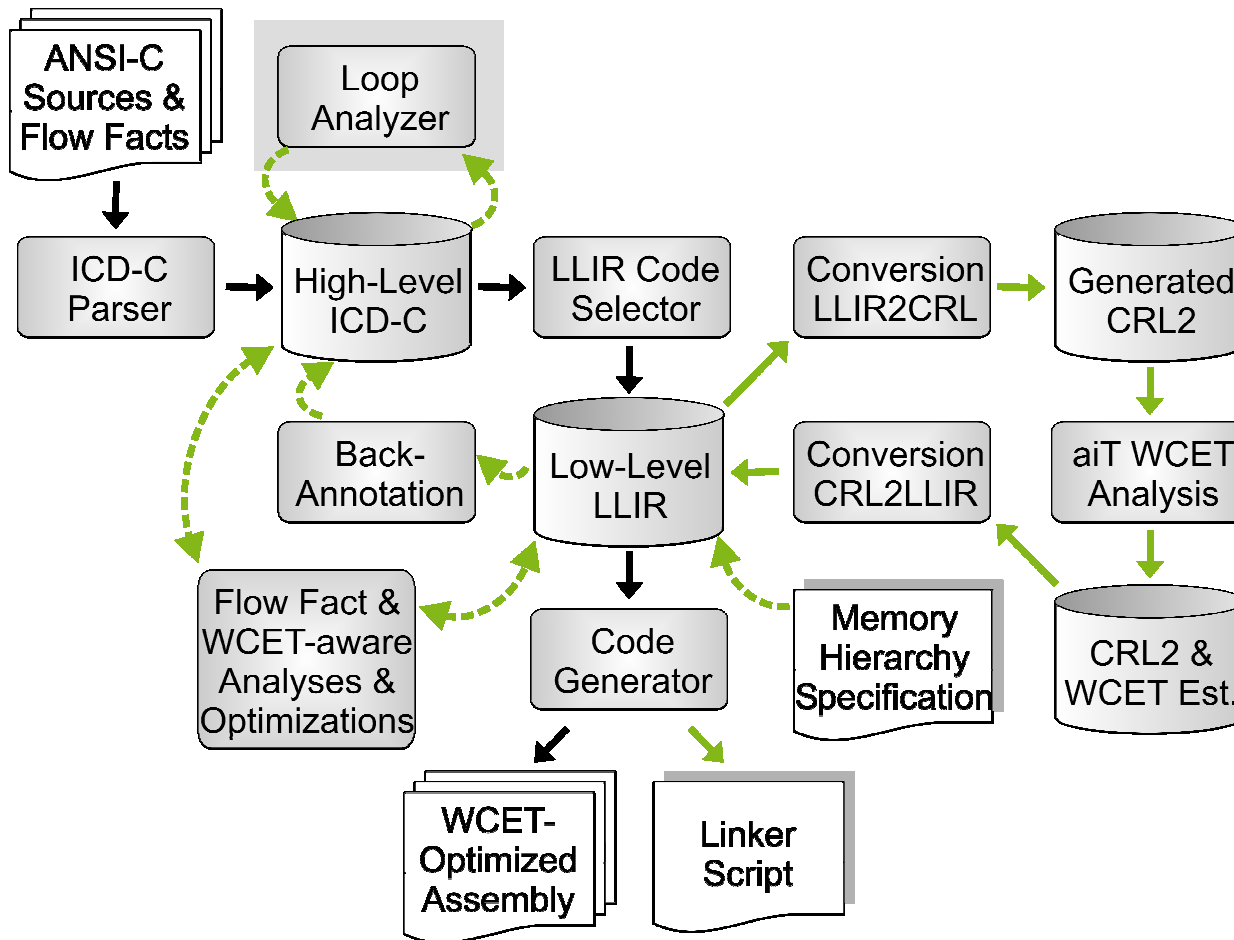 ANSI-C
Sources &
Flow Facts
Loop
Analyzer
ICD-C
Parser
High-Level
ICD-C
LLIR Code
Selector
Conversion
LLIR2CRL
Generated
CRL2
Back-
Annotation
Low-Level
LLIR
Conversion
CRL2LLIR
aiT WCET
Analysis
Flow Fact &
WCET-aware
Analyses &
Optimizations
Code
Generator
Memory
Hierarchy
Specification
CRL2 &
WCET Est.
WCET-
Optimized
Assembly
Linker
Script